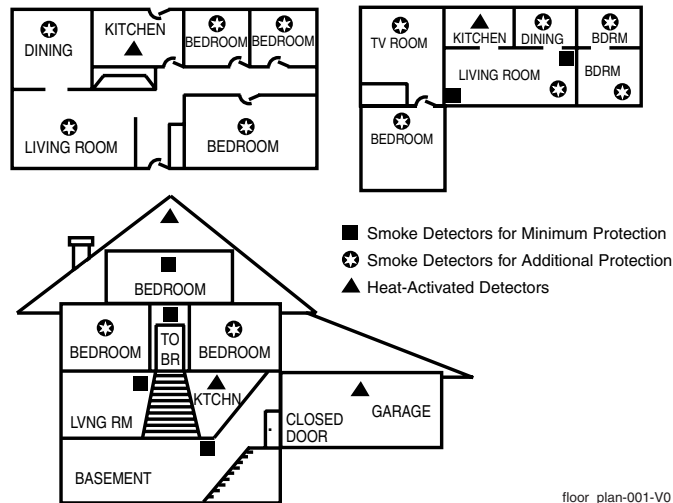 DINING
KITCHEN
BEDROOM
BEDROOM
LIVING ROOM
BEDROOM
TV ROOM
KITCHEN
DINING
BDRM
LIVING ROOM
BDRM
BEDROOM
Smoke Detectors for Minimum Protection
Smoke Detectors for Additional Protection
Heat-Activated Detectors
BEDROOM
BEDROOM
TO
BR
BEDROOM
LVNG RM
KTCHN
CLOSED
DOOR
GARAGE
BASEMENT
floor_plan-001-V0